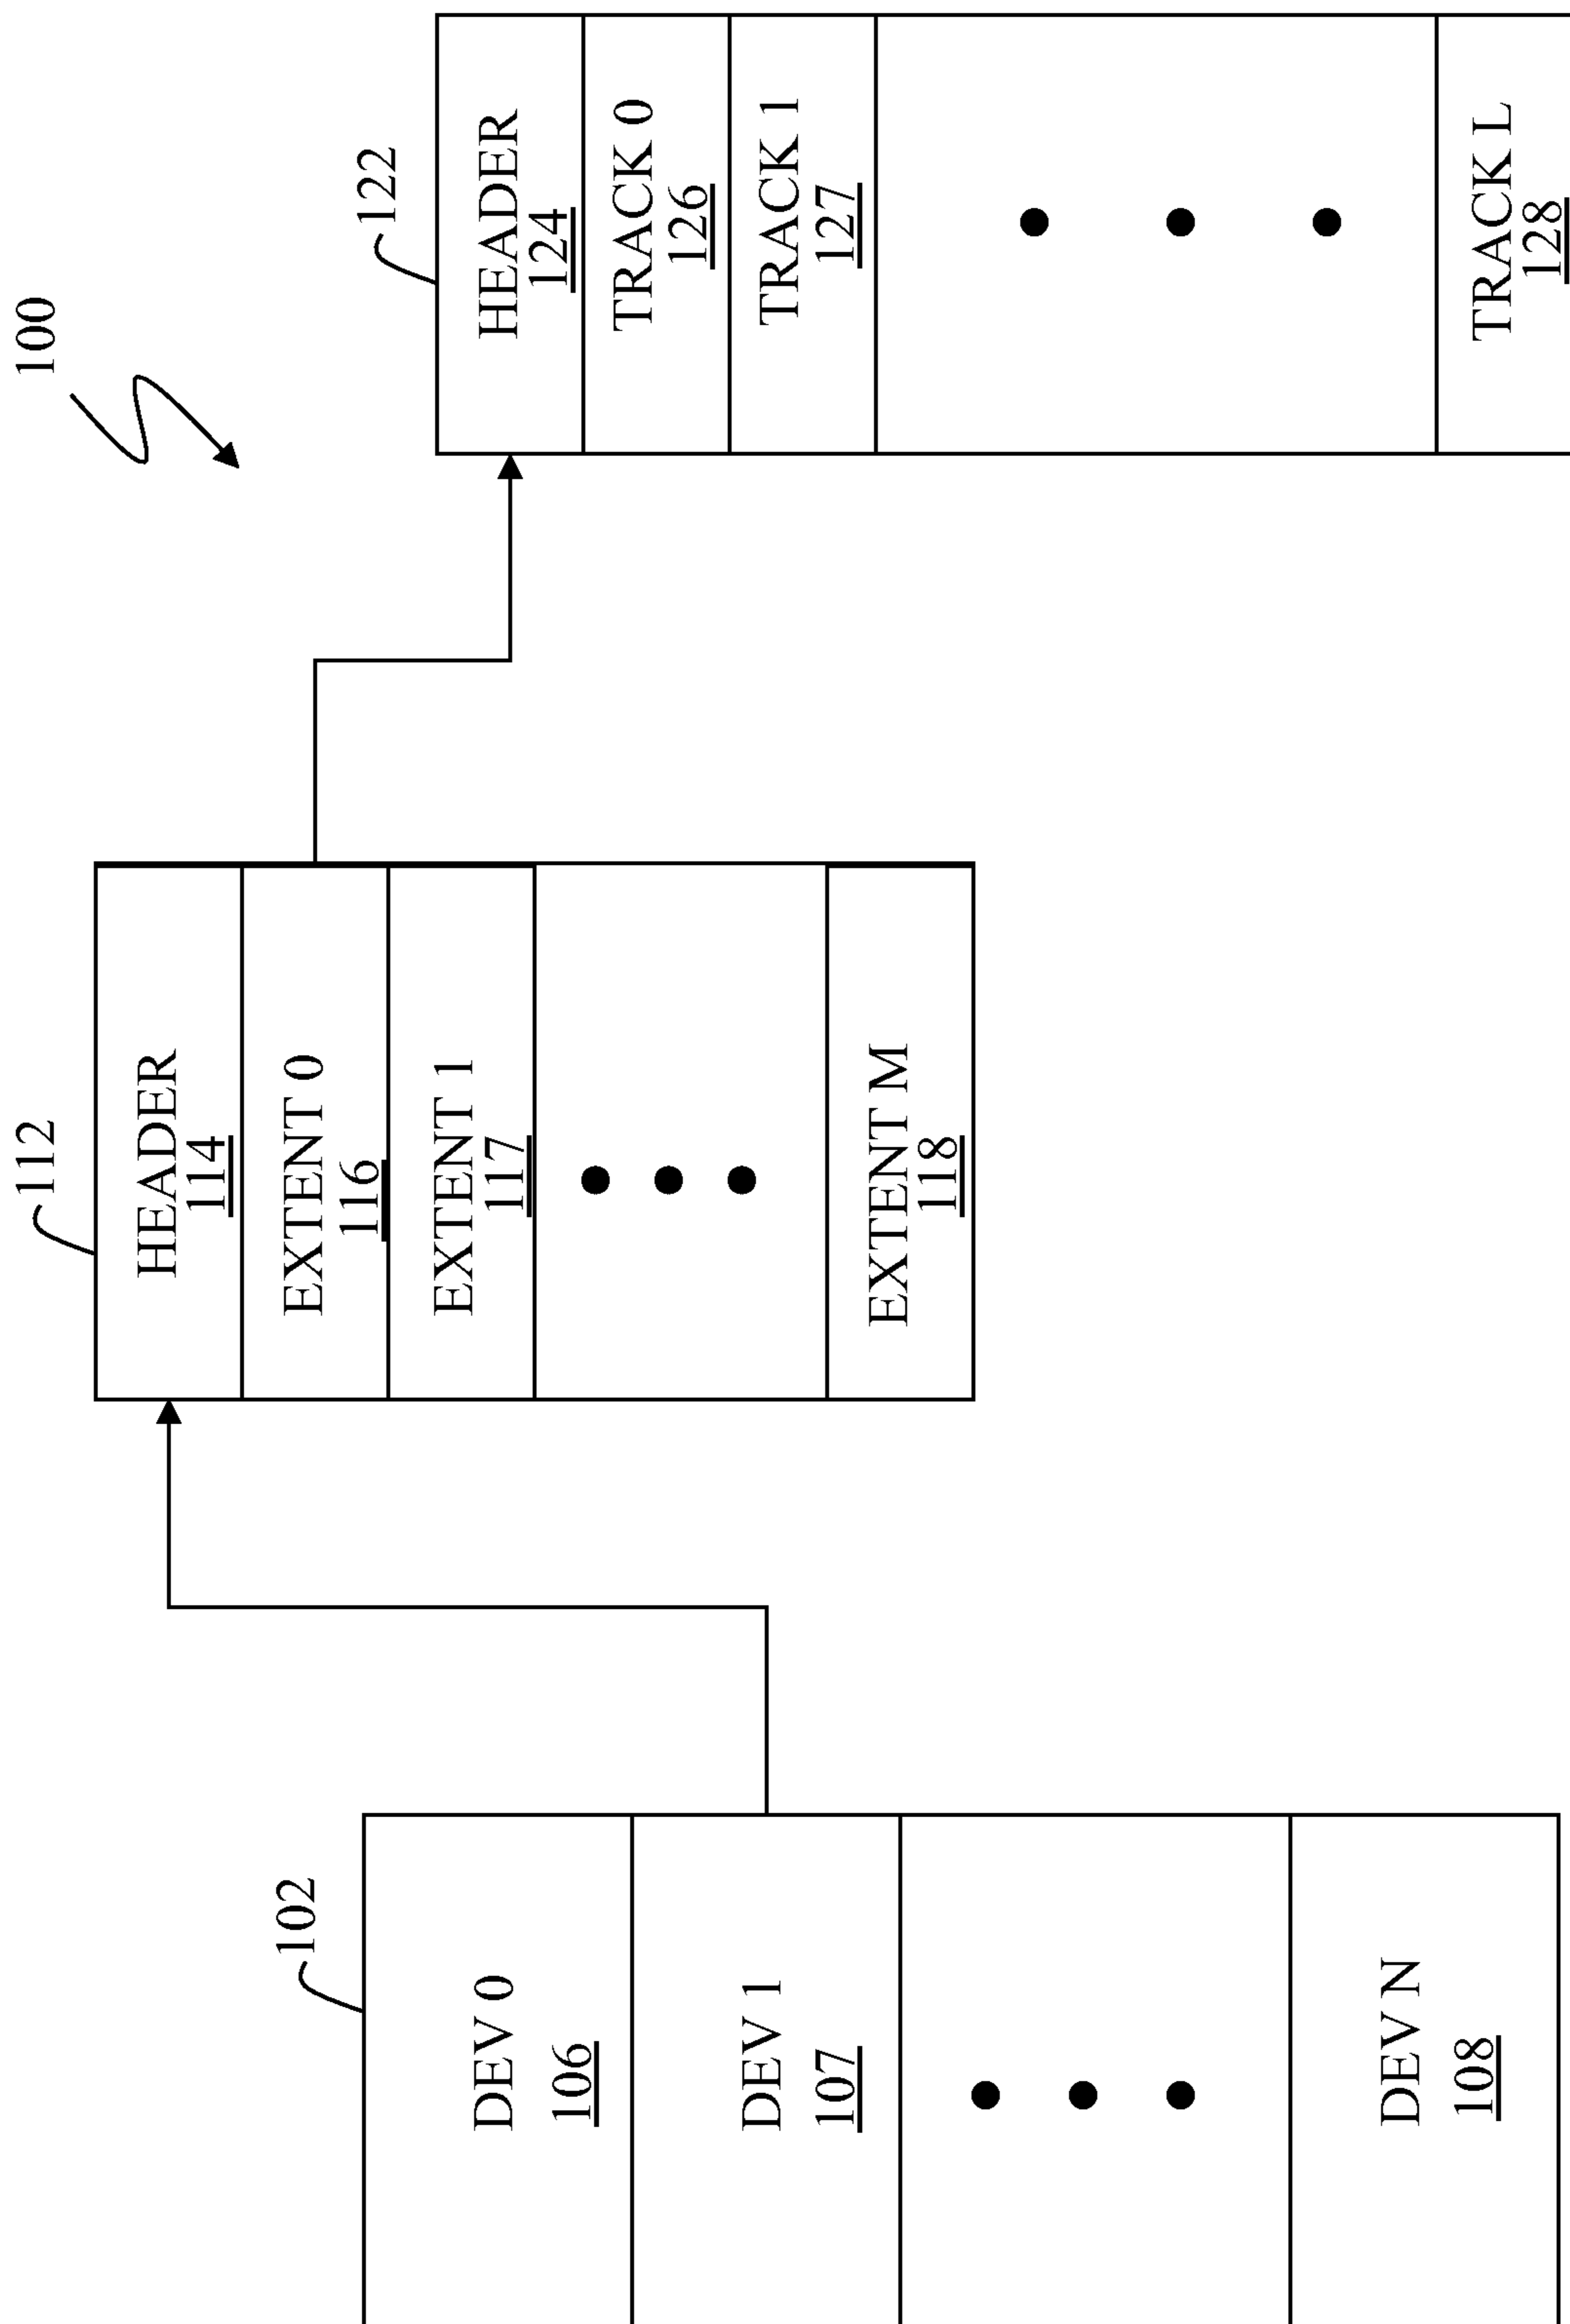 100
102
DEV 0
106
DEV 1
107
DEV N
108
112
HEADER
114
EXTENT 0
116
EXTENT 1
117
EXTENT M
118
122
HEADER
124
TRACK 0
126
TRACK 1
127
TRACK L
128